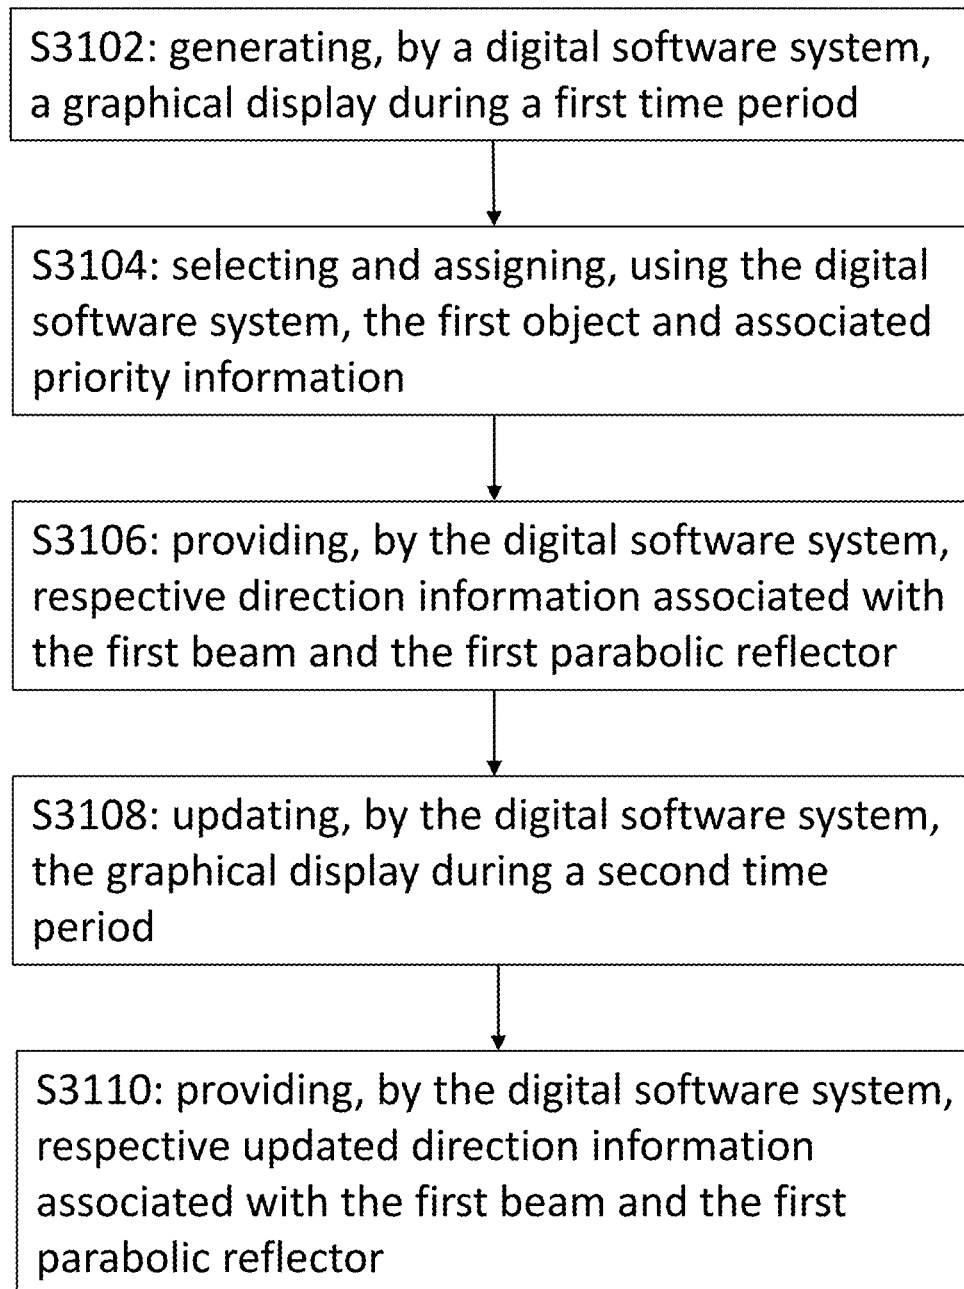 S3102: generating, by a digital software system,
a graphical display during a first time period
S3104: selecting and assigning, using the digital
software system, the first object and associated
priority information
S3106: providing, by the digital software system,
respective direction information associated with
the first beam and the first parabolic reflector
S3108: updating, by the digital software system,
the graphical display during a second time
period
S3110: providing, by the digital software system,
respective updated direction information
associated with the first beam and the first
parabolic reflector